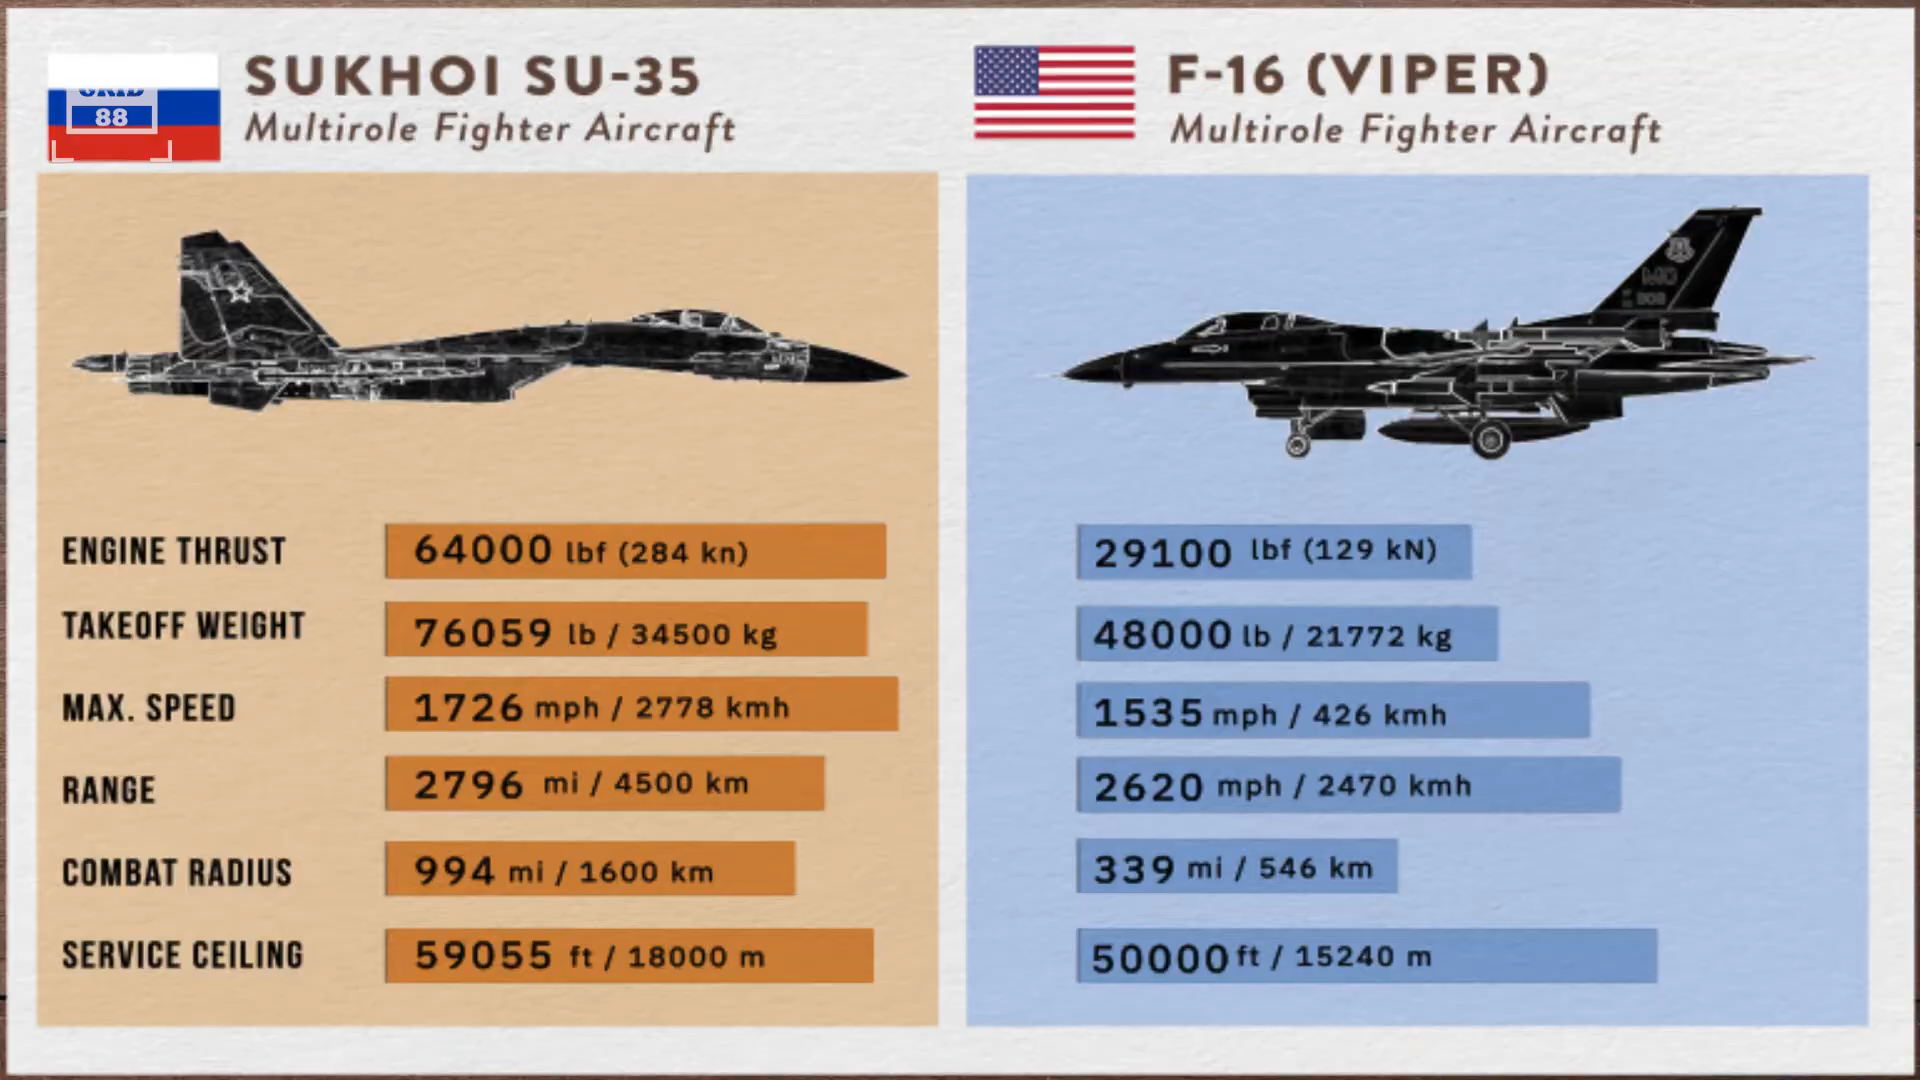 SUKHOI SU-35
Multirole Fighter Aircraft
88
F-16 (VIPER)
Multirole Fighter Aircraft
ENGINE THRUST
64000 lbf (284 kn)
29100 lbf (129 kN)
TAKEOFF WEIGHT
76059 lb / 34500 kg
48000 lb / 21772 kg
MAX. SPEED
1726 mph / 2778 kmh
1535 mph / 426 kmh
RANGE
2796 mi / 4500 km
2620 mph / 2470 kmh
COMBAT RADIUS
994 mi / 1600 km
339 mi / 546 km
SERVICE CEILING
59055 ft / 18000 m
50000 ft / 15240 m